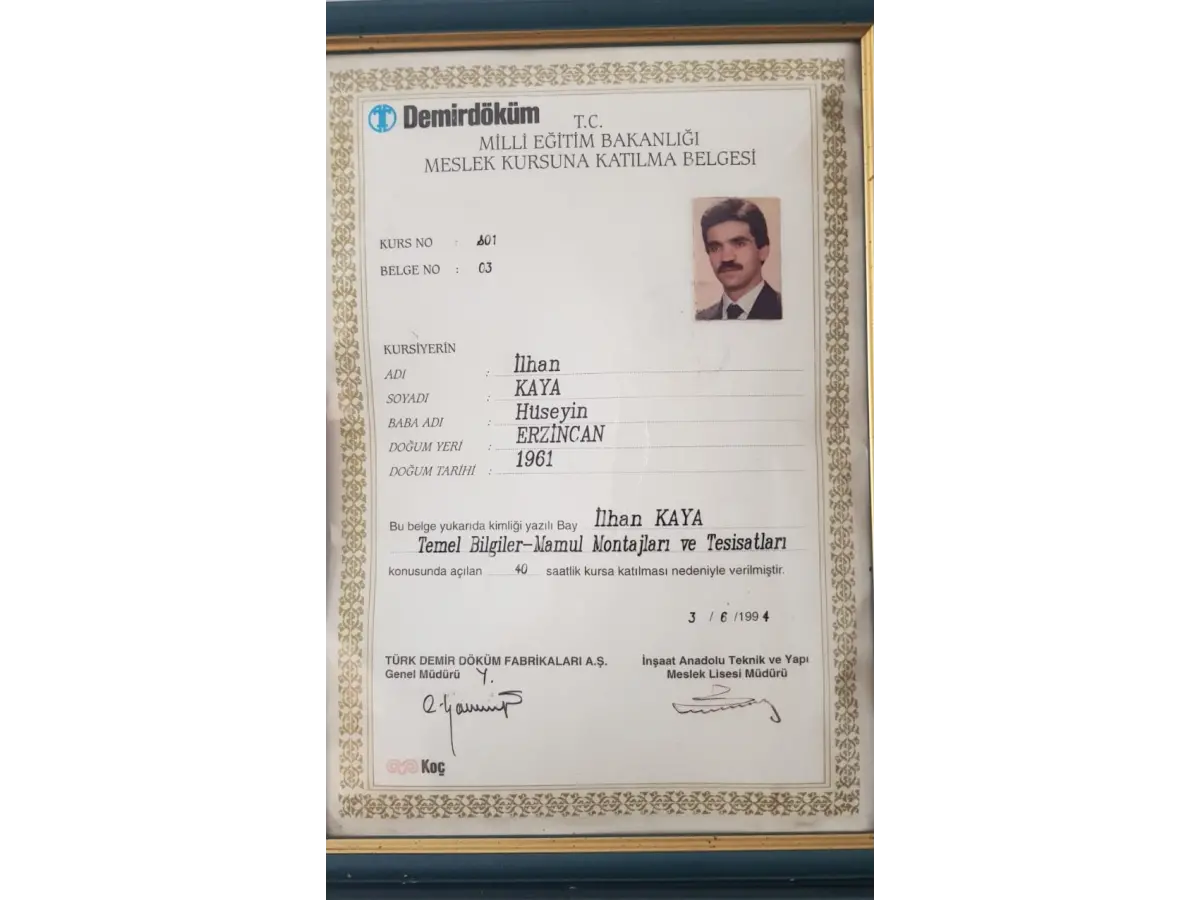 Demirdöküm
T.C.
MİLLİ EĞİTİM BAKANLIĞI
MESLEK KURSUNA KATILMA BELGESİ
KURS NO : 801
BELGE NO : 03
KURSİYERİN
ADI : İlhan
SOYADI : KAYA
BABA ADI : Hüseyin
DOĞUM YERİ : ERZİNCAN
DOĞUM TARİHİ : 1961
Bu belge yukarıda kimliği yazılı Bay İlhan KAYA
Temel Bilgiler-Mamul Montajları ve Tesisatları
konusunda açılan 40 saatlik kursa katılması nedeniyle verilmiştir.
3 / 6 /1994
TÜRK DEMİR DÖKÜM FABRİKALARI A.Ş.
Genel Müdürü Y.
İnşaat Anadolu Teknik ve Yapı
Meslek Lisesi Müdürü
Koç